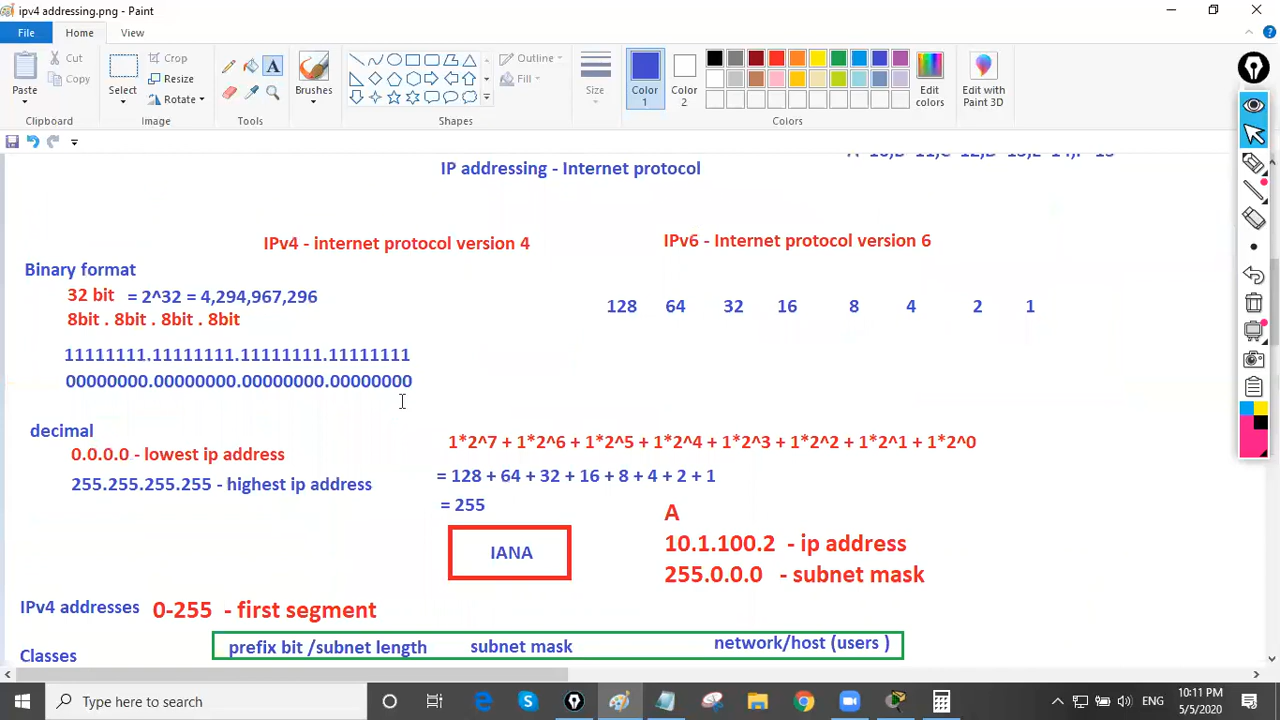 ipv4 addressing.png - Paint
File Home View
Paste Cut Copy Clipboard
Select Crop Resize Rotate Image
Tools
Brushes
Shapes Outline Fill
Size
Color 1 Color 2 Edit colors Edit with Paint 3D
Colors
IP addressing - Internet protocol
IPv4 - internet protocol version 4
IPv6 - Internet protocol version 6
Binary format
32 bit = 2^32 = 4,294,967,296
8bit . 8bit . 8bit . 8bit
128 64 32 16 8 4 2 1
11111111.11111111.11111111.11111111
00000000.00000000.00000000.00000000
decimal
0.0.0.0 - lowest ip address
255.255.255.255 - highest ip address
1*2^7 + 1*2^6 + 1*2^5 + 1*2^4 + 1*2^3 + 1*2^2 + 1*2^1 + 1*2^0
= 128 + 64 + 32 + 16 + 8 + 4 + 2 + 1
= 255
IANA
A
10.1.100.2 - ip address
255.0.0.0 - subnet mask
IPv4 addresses 0-255 - first segment
Classes
prefix bit /subnet length subnet mask network/host (users )
Type here to search
ENG
10:11 PM
5/5/2020